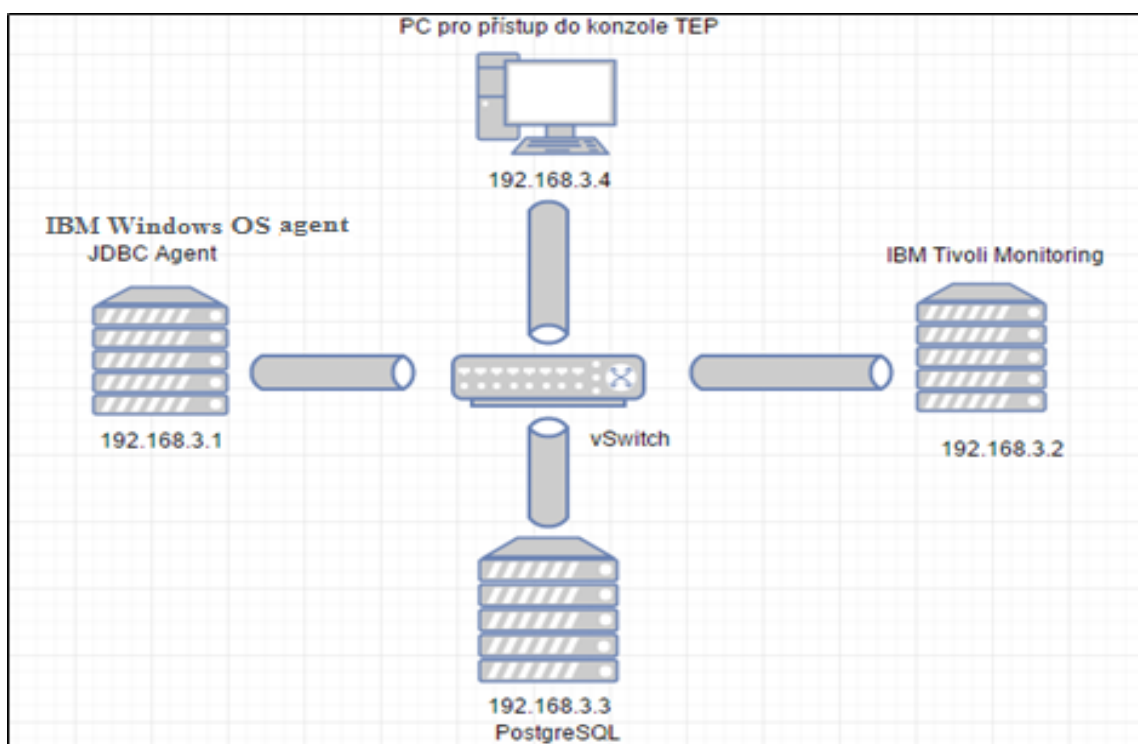 PC pro přístup do konzole TEP
192.168.3.4
IBM Windows OS agent
JDBC Agent
192.168.3.1
IBM Tivoli Monitoring
192.168.3.2
vSwitch
192.168.3.3
PostgreSQL